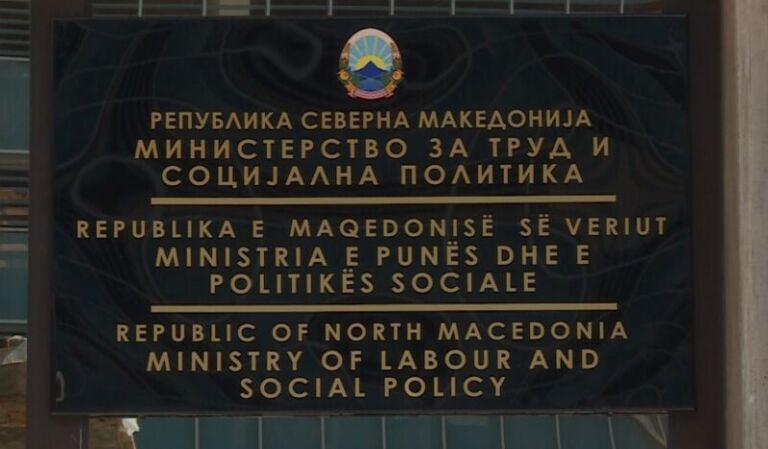 РЕПУБЛИКА СЕВЕРНА МАКЕДОНИЈА
МИНИСТЕРСТВО ЗА ТРУД И
СОЦИЈАЛНА ПОЛИТИКА
REPUBLIKA E MAQEDONISË SË VERIUT
MINISTRIA E PUNËS DHE E
POLITIKËS SOCIALE
REPUBLIC OF NORTH MACEDONIA
MINISTRY OF LABOUR AND
SOCIAL POLICY